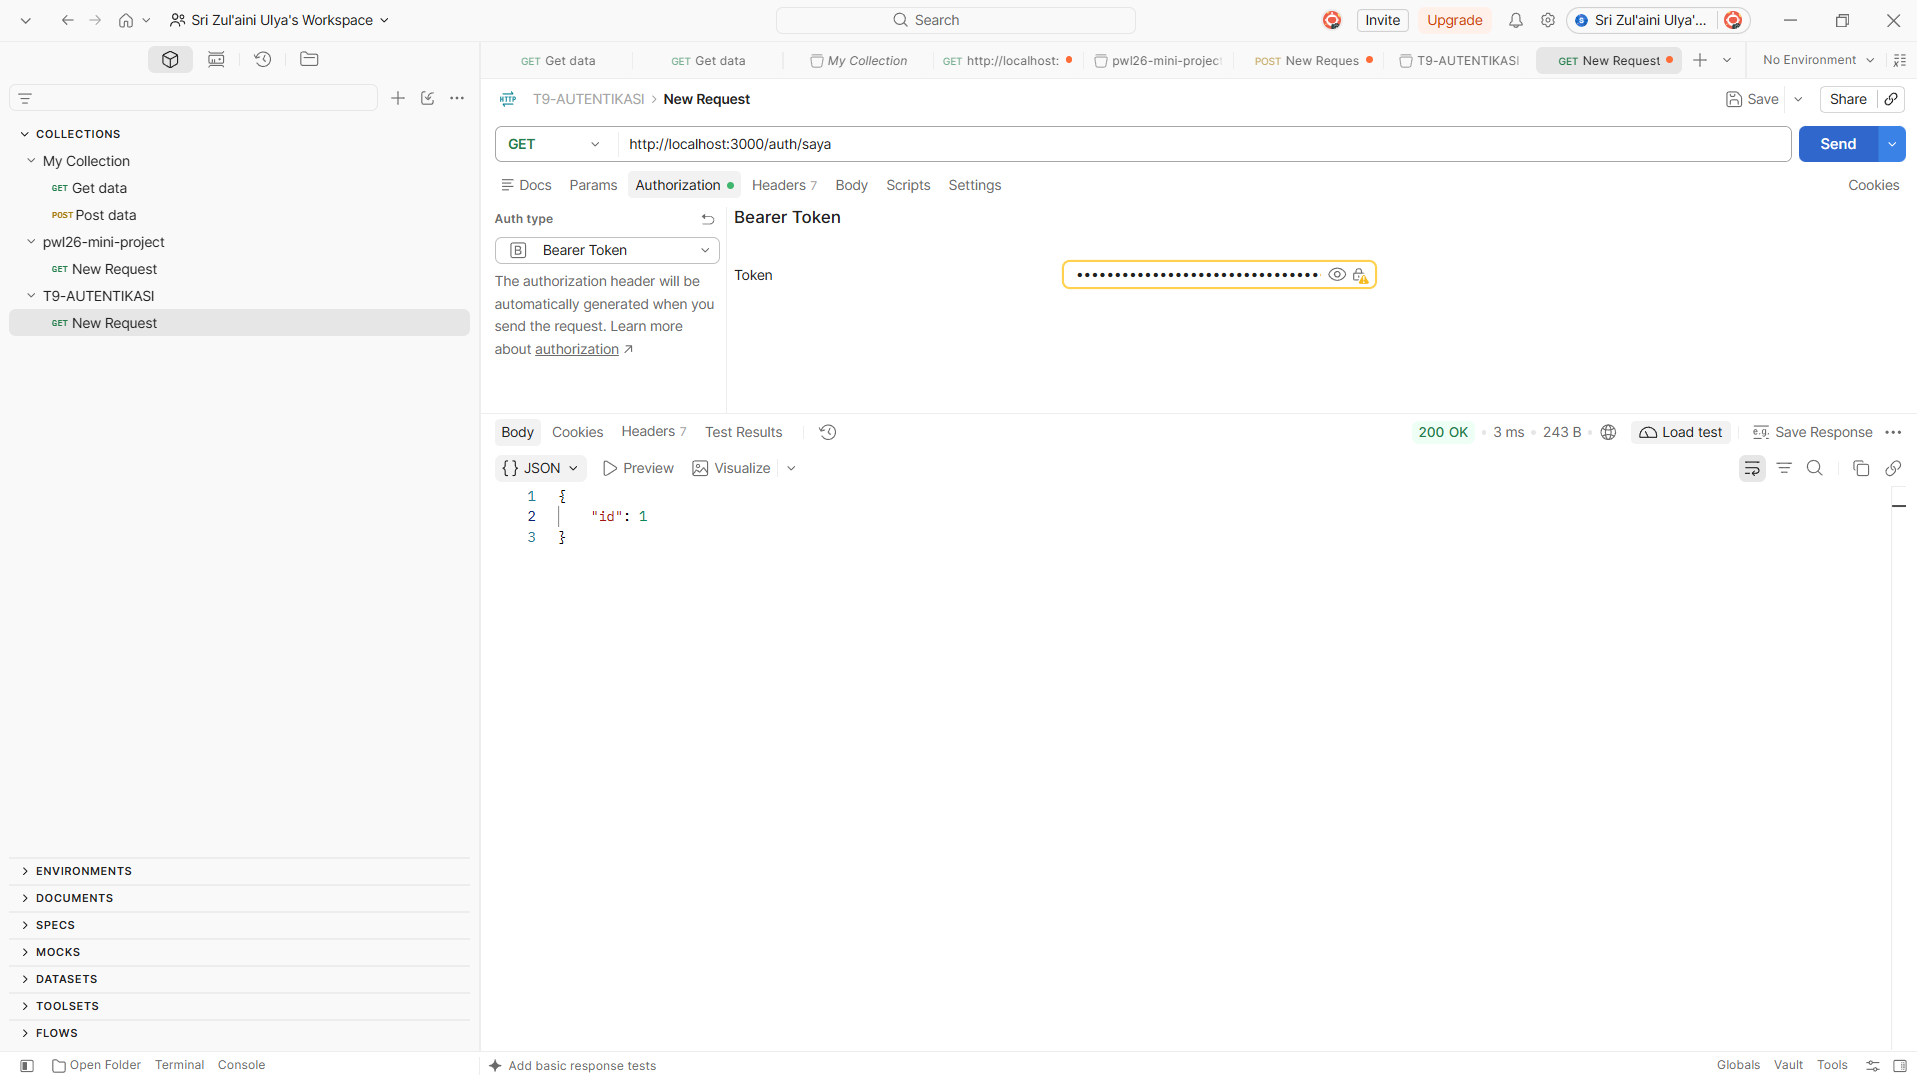 Sri Zul'aini Ulya's Workspace
Search
Invite
Upgrade
S
Sri Zul'aini Ulya'...
GET Get data
GET Get data
My Collection
GET http://localhost:
pwl26-mini-project
POST New Reques
T9-AUTENTIKASI
GET New Request
No Environment
HTTP T9-AUTENTIKASI > New Request
Save
Share
GET
http://localhost:3000/auth/saya
Send
Docs
Params
Authorization
Headers 7
Body
Scripts
Settings
Cookies
COLLECTIONS
My Collection
GET Get data
POST Post data
pwl26-mini-project
GET New Request
T9-AUTENTIKASI
GET New Request
Auth type
B Bearer Token
The authorization header will be
automatically generated when you
send the request. Learn more
about authorization ↗
Bearer Token
Token
••••••••••••••••••••••••••••••••
Body
Cookies
Headers 7
Test Results
200 OK • 3 ms • 243 B •
Load test
e.g. Save Response
{} JSON
Preview
Visualize
1 {
2 "id": 1
3 }
ENVIRONMENTS
DOCUMENTS
SPECS
MOCKS
DATASETS
TOOLSETS
FLOWS
Open Folder
Terminal
Console
Add basic response tests
Globals
Vault
Tools